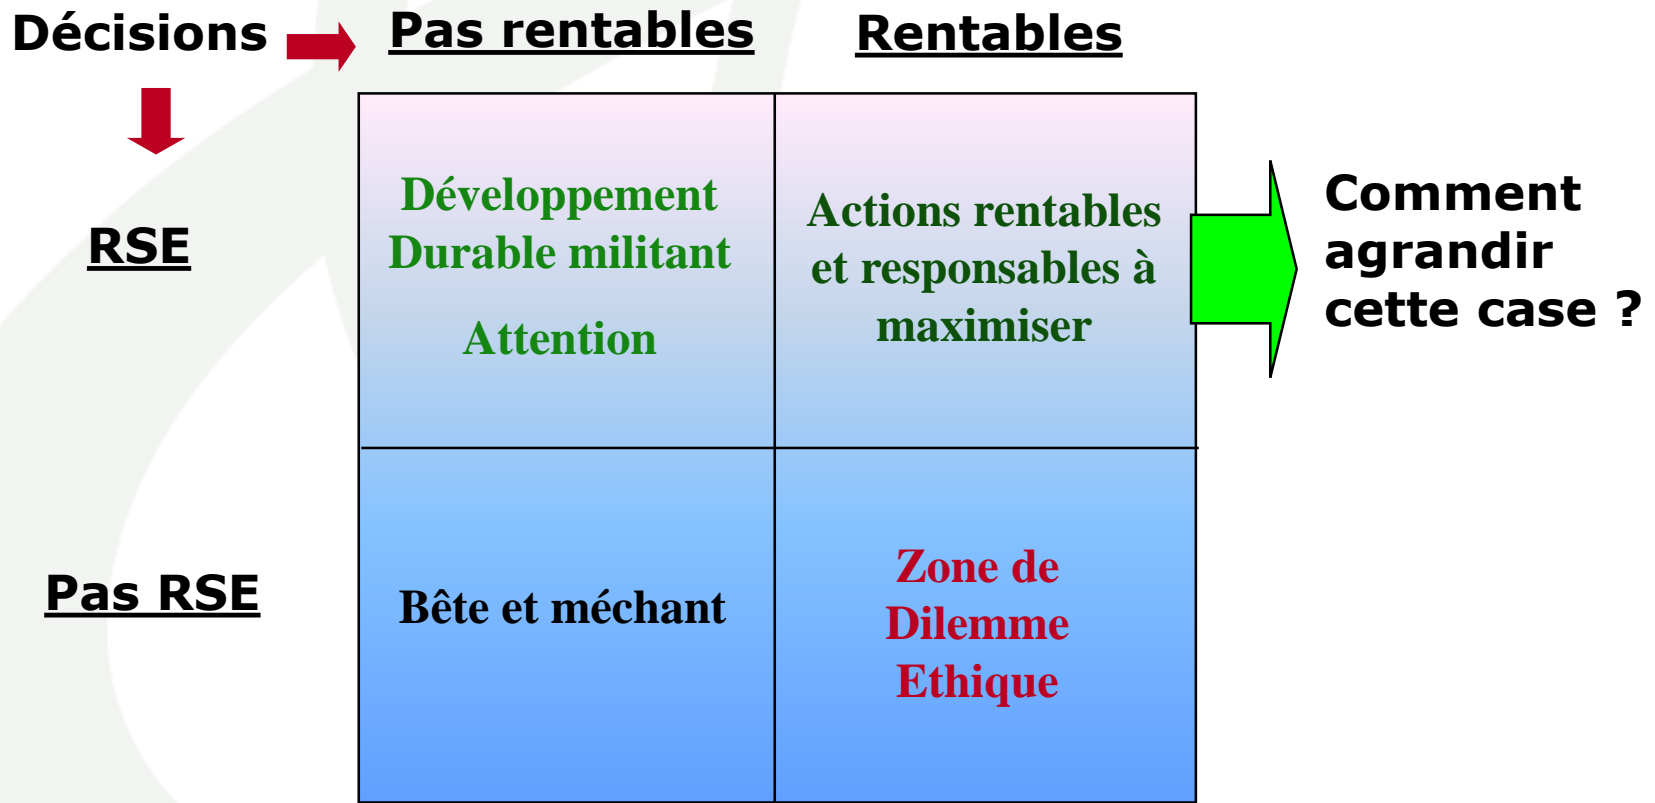 Décisions
Pas rentables
Rentables
RSE
Développement
Durable militant
Attention
Actions rentables
et responsables à
maximiser
Comment
agrandir
cette case ?
Pas RSE
Bête et méchant
Zone de
Dilemme
Ethique